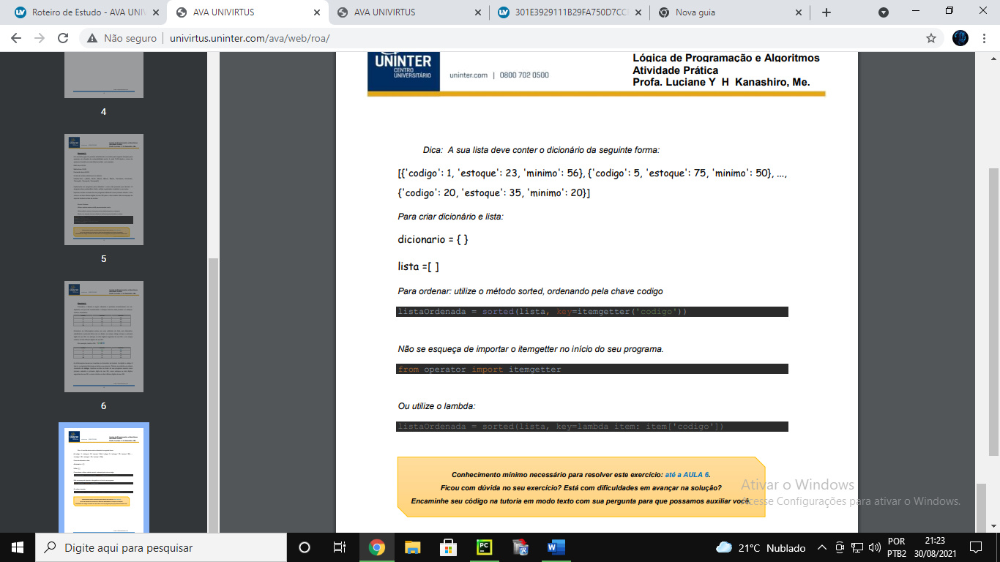 Roteiro de Estudo - AVA UNIV
AVA UNIVIRTUS
AVA UNIVIRTUS
301E3929111B29FA750D7CC
Nova guia
Não seguro
univirtus.uninter.com/ava/web/roa/
4
5
6
UNINTER
CENTRO
UNIVERSITÁRIO
uninter.com | 0800 702 0500
Lógica de Programação e Algoritmos
Atividade Prática
Profa. Luciane Y H Kanashiro, Me.
Dica: A sua lista deve conter o dicionário da seguinte forma:
[{'codigo': 1, 'estoque': 23, 'minimo': 56}, {'codigo': 5, 'estoque': 75, 'minimo': 50}, ...,
{'codigo': 20, 'estoque': 35, 'minimo': 20}]
Para criar dicionário e lista:
dicionario = { }
lista =[ ]
Para ordenar: utilize o método sorted, ordenando pela chave codigo
listaOrdenada = sorted(lista, key=itemgetter('codigo'))
Não se esqueça de importar o itemgetter no início do seu programa.
from operator import itemgetter
Ou utilize o lambda:
listaOrdenada = sorted(lista, key=lambda item: item['codigo'])
Conhecimento mínimo necessário para resolver este exercício: até a AULA 6.
Ficou com dúvida no seu exercício? Está com dificuldades em avançar na solução?
Encaminhe seu código na tutoria em modo texto com sua pergunta para que possamos auxiliar você.
Ativar o Windows
Acesse Configurações para ativar o Windows.
Digite aqui para pesquisar
21°C Nublado
POR
PTB2
21:23
30/08/2021